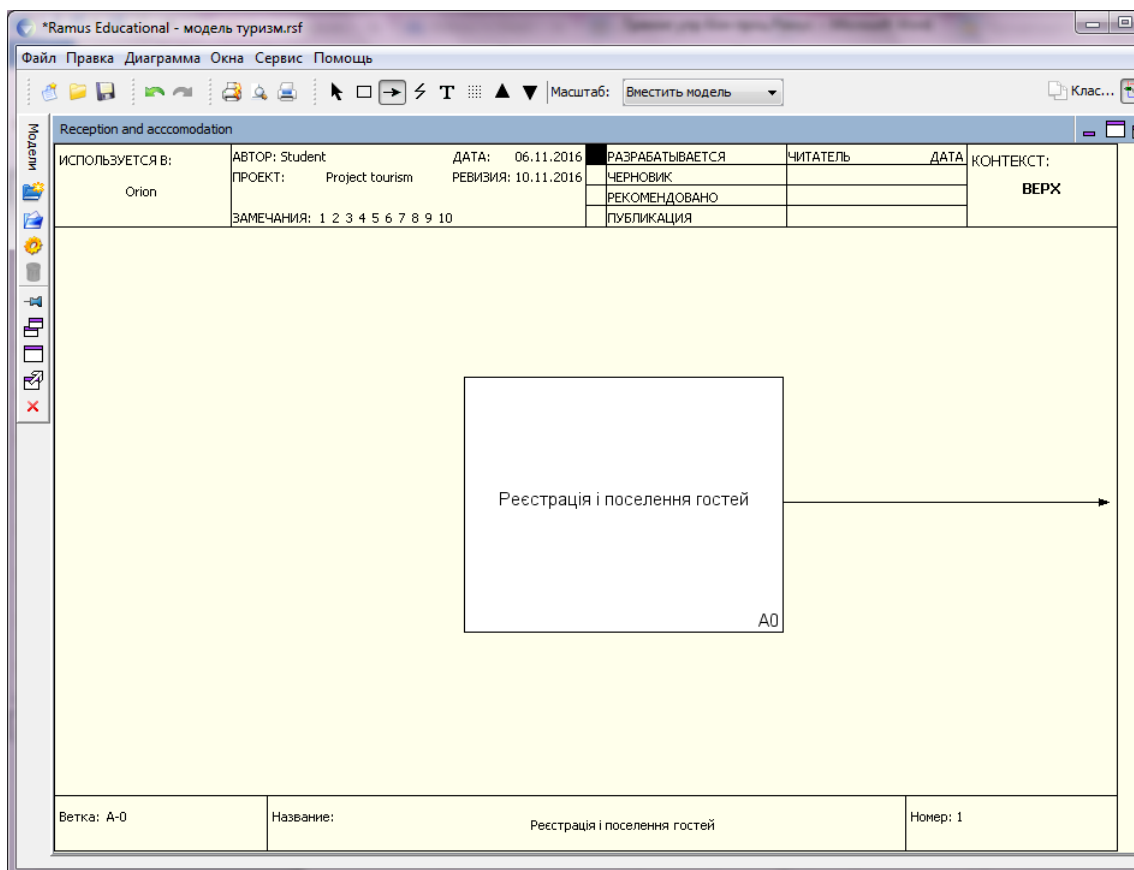 *Ramus Educational - модель туризм.rsf
Файл Правка Диаграмма Окна Сервис Помощь
T Масштаб: Вместить модель Клас...
Модели
Reception and acccomodation
ИСПОЛЬЗУЕТСЯ В:
Orion
АВТОР: Student ДАТА: 06.11.2016
ПРОЕКТ: Project tourism РЕВИЗИЯ: 10.11.2016
ЗАМЕЧАНИЯ: 1 2 3 4 5 6 7 8 9 10
РАЗРАБАТЫВАЕТСЯ
ЧЕРНОВИК
РЕКОМЕНДОВАНО
ПУБЛИКАЦИЯ
ЧИТАТЕЛЬ ДАТА
КОНТЕКСТ:
ВЕРХ
Реєстрація і поселення гостей
A0
Ветка: A-0
Название:
Реєстрація і поселення гостей
Номер: 1